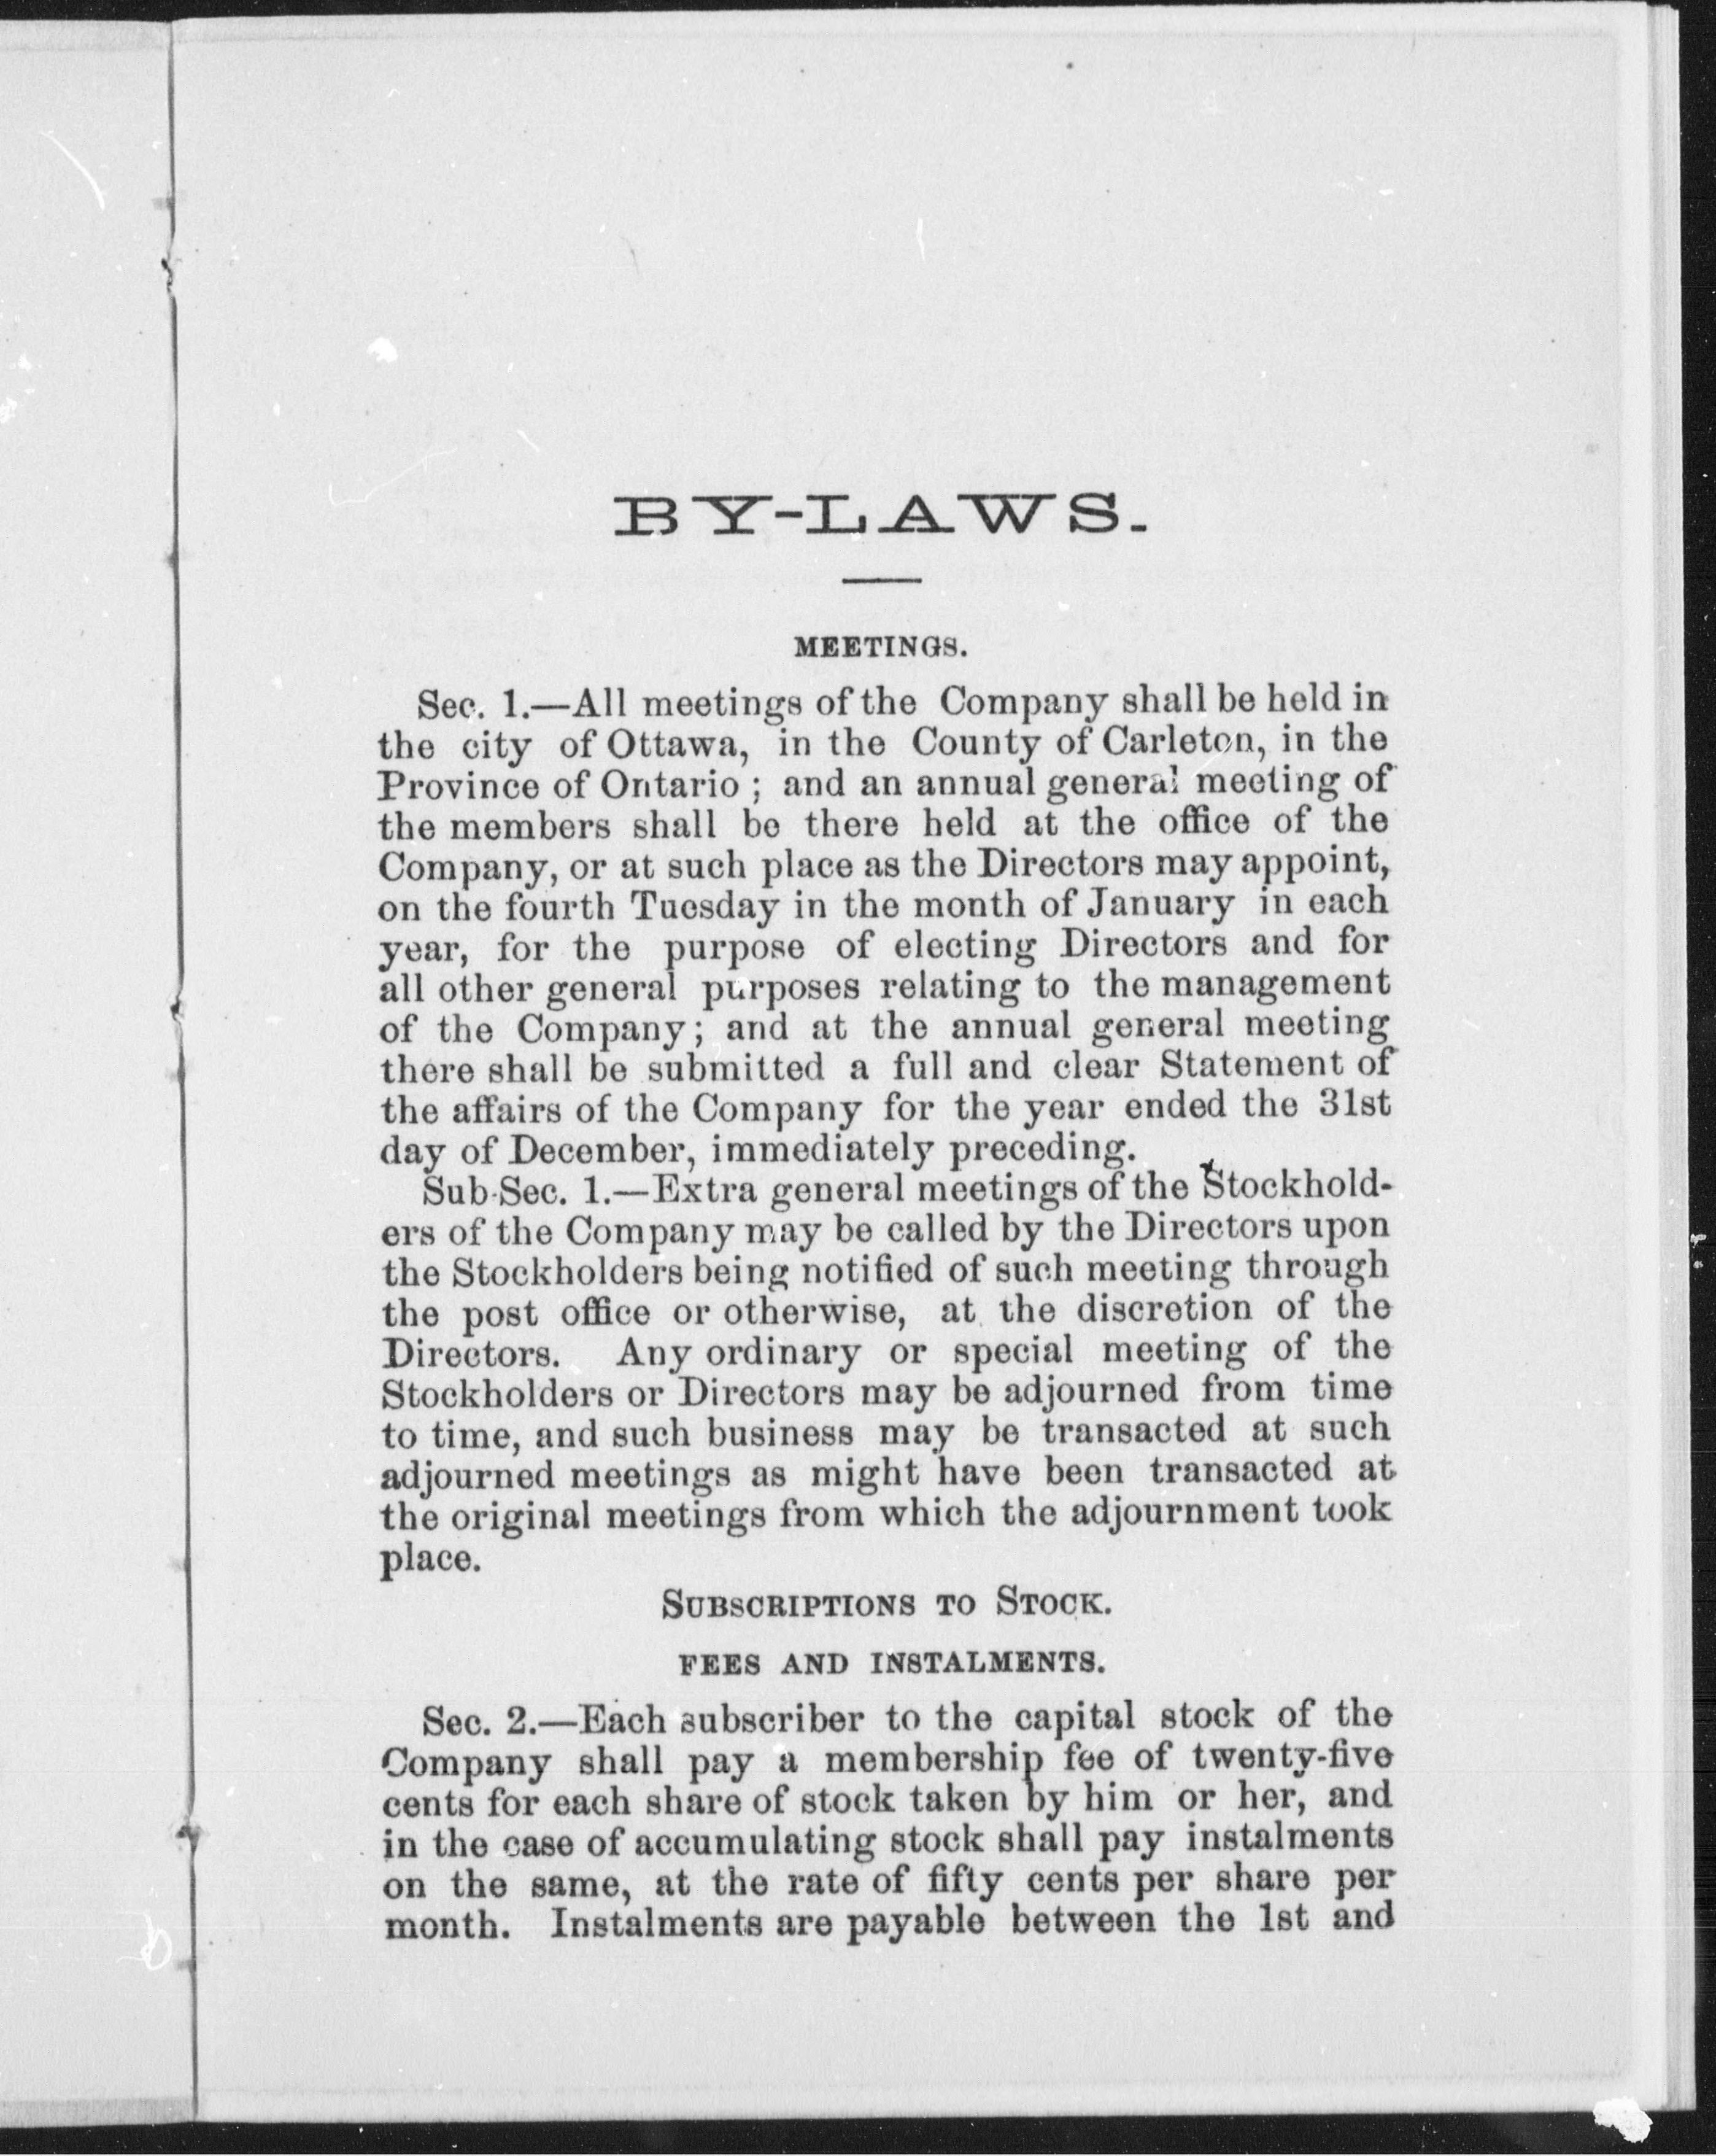 BY-LAWS.
MEETINGS.
Sec. 1.—All meetings of the Company shall be held in
the city of Ottawa, in the County of Carleton, in the
Province of Ontario ; and an annual general meeting of
the members shall be there held at the office of the
Company, or at such place as the Directors may appoint,
on the fourth Tuesday in the month of January in each
year, for the purpose of electing Directors and for
all other general purposes relating to the management
of the Company; and at the annual general meeting
there shall be submitted a full and clear Statement of
the affairs of the Company for the year ended the 31st
day of December, immediately preceding.
Sub-Sec. 1.—Extra general meetings of the Stockhold-
ers of the Company may be called by the Directors upon
the Stockholders being notified of such meeting through
the post office or otherwise, at the discretion of the
Directors. Any ordinary or special meeting of the
Stockholders or Directors may be adjourned from time
to time, and such business may be transacted at such
adjourned meetings as might have been transacted at
the original meetings from which the adjournment took
place.
SUBSCRIPTIONS TO STOCK.
FEES AND INSTALMENTS.
Sec. 2.—Each subscriber to the capital stock of the
Company shall pay a membership fee of twenty-five
cents for each share of stock taken by him or her, and
in the case of accumulating stock shall pay instalments
on the same, at the rate of fifty cents per share per
month. Instalments are payable between the 1st and